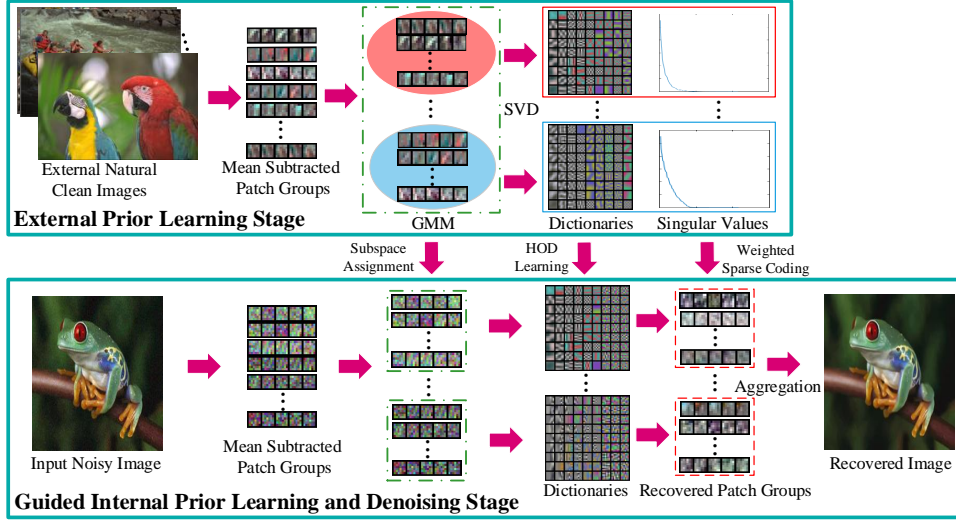 External Natural
Clean Images
Mean Subtracted
Patch Groups
GMM
SVD
Dictionaries
Singular Values
External Prior Learning Stage
Subspace
Assignment
HOD
Learning
Weighted
Sparse Coding
Input Noisy Image
Mean Subtracted
Patch Groups
Dictionaries
Recovered Patch Groups
Aggregation
Recovered Image
Guided Internal Prior Learning and Denoising Stage